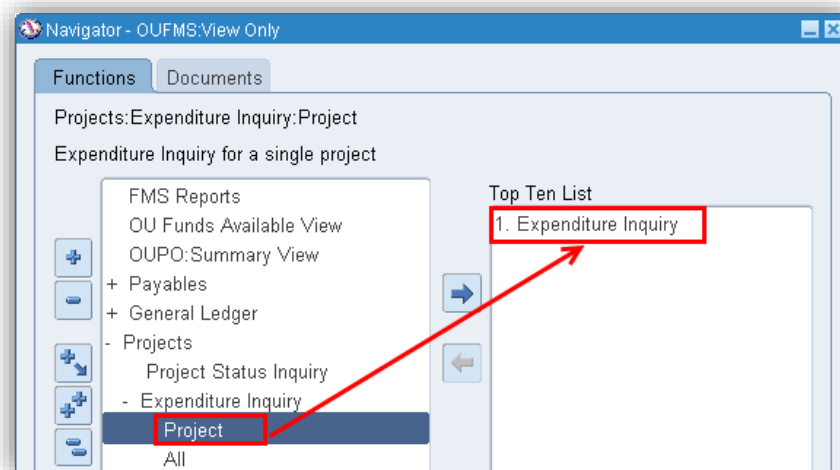 Navigator - OUFMS:View Only
Functions
Documents
Projects:Expenditure Inquiry:Project
Expenditure Inquiry for a single project
FMS Reports
OU Funds Available View
OUPO:Summary View
+ Payables
+ General Ledger
- Projects
Project Status Inquiry
- Expenditure Inquiry
Project
All
Top Ten List
1. Expenditure Inquiry